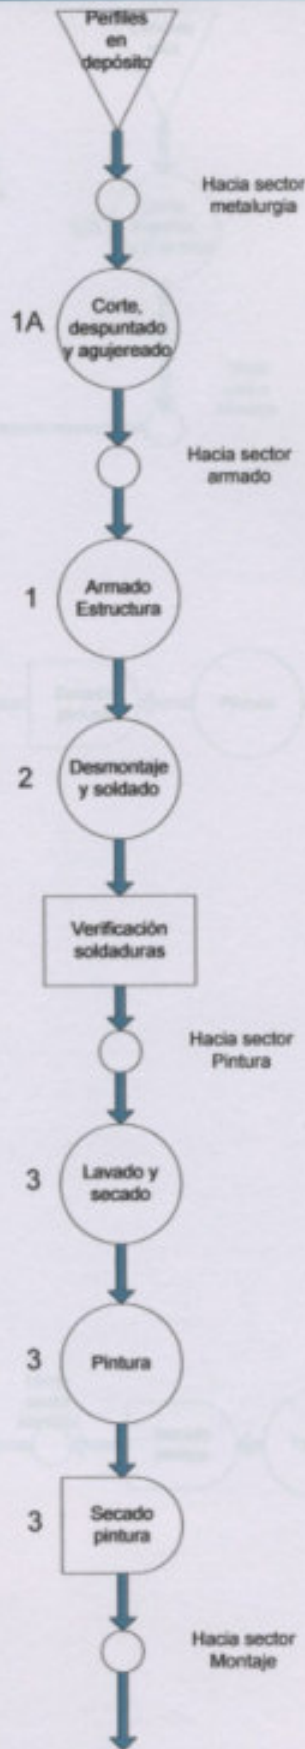 Perfiles
en
depósito
Hacia sector
metalurgia
1A
Corte,
despuntado
y agujereado
Hacia sector
armado
1
Armado
Estructura
2
Desmontaje
y soldado
Verificación
soldaduras
Hacia sector
Pintura
3
Lavado y
secado
3
Pintura
3
Secado
pintura
Hacia sector
Montaje